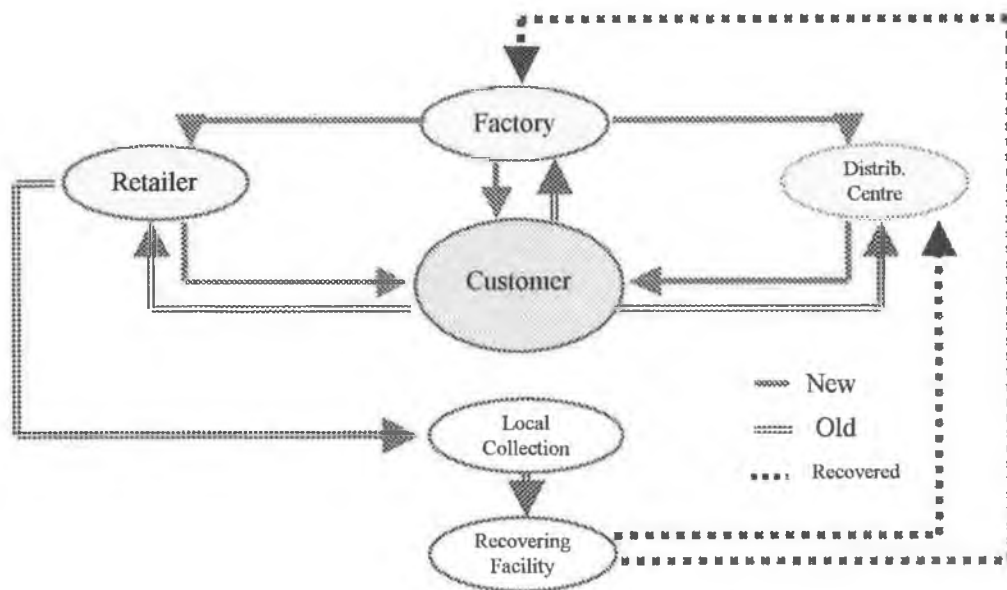 Factory
Retailer
Distrib.
Centre
Customer
New
Local
Collection
Old
Recovered
Recovering
Facility